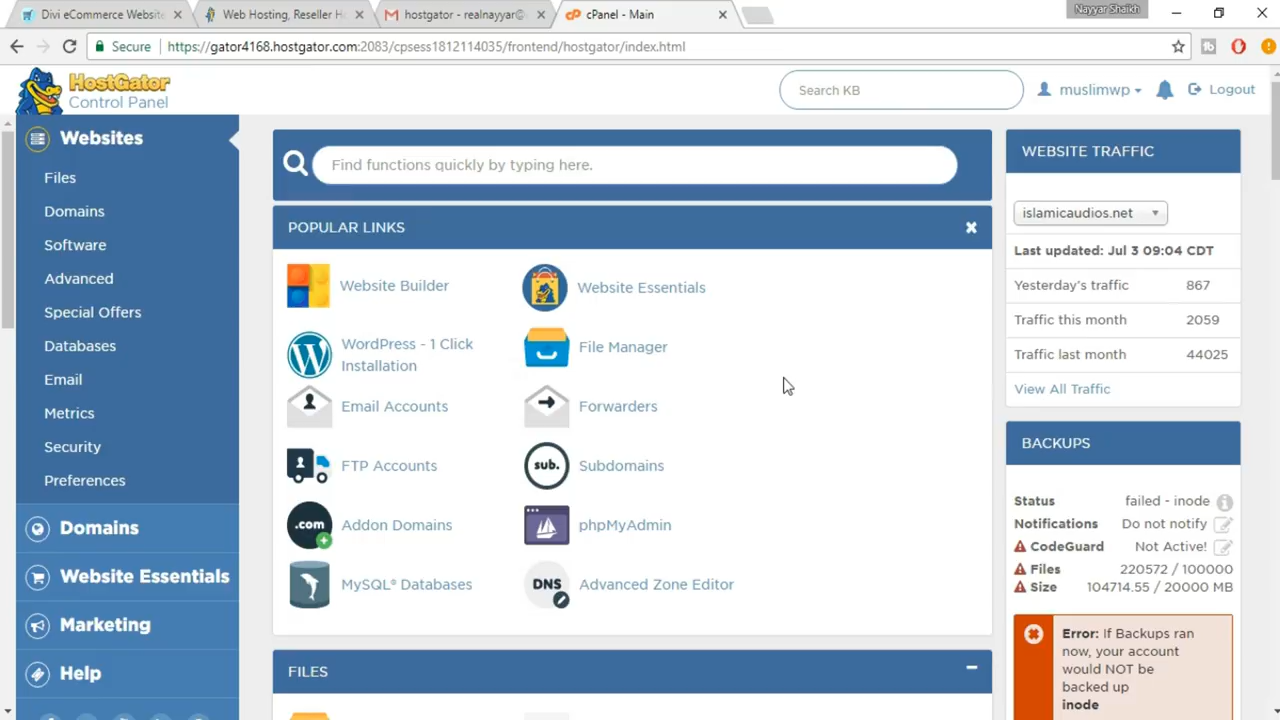 Divi eCommerce Website
Web Hosting, Reseller H
hostgator - realnayyar@
cPanel - Main
Nayyar Shaikh
Secure
https://gator4168.hostgator.com:2083/cpsess1812114035/frontend/hostgator/index.html
HostGator
Control Panel
Search KB
muslimwp
Logout
Websites
Files
Domains
Software
Advanced
Special Offers
Databases
Email
Metrics
Security
Preferences
Domains
Website Essentials
Marketing
Help
Find functions quickly by typing here.
POPULAR LINKS
Website Builder
Website Essentials
WordPress - 1 Click
Installation
File Manager
Email Accounts
Forwarders
FTP Accounts
sub.
Subdomains
.com
Addon Domains
phpMyAdmin
MySQL® Databases
DNS
Advanced Zone Editor
FILES
WEBSITE TRAFFIC
islamicaudios.net
Last updated: Jul 3 09:04 CDT
Yesterday's traffic 867
Traffic this month 2059
Traffic last month 44025
View All Traffic
BACKUPS
Status failed - inode
Notifications Do not notify
CodeGuard Not Active!
Files 220572 / 100000
Size 104714.55 / 20000 MB
Error: If Backups ran
now, your account
would NOT be
backed up
inode